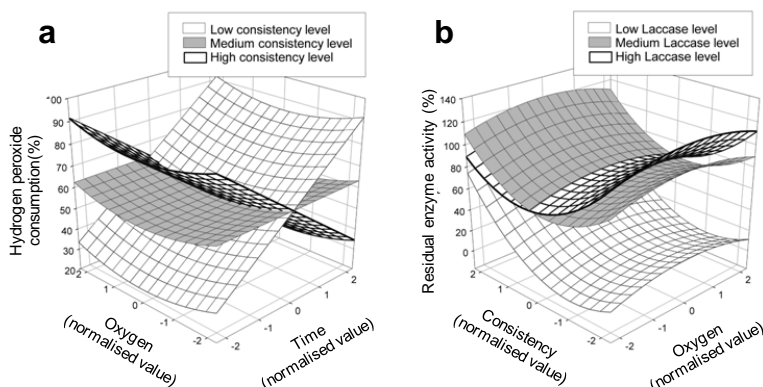 a
Low consistency level
Medium consistency level
High consistency level
100
90
80
70
60
50
40
30
20
Hydrogen peroxide
consumption(%)
2
1
0
-1
-2
Oxygen
(normalised value)
-2
-1
0
1
2
Time
(normalised value)
b
Low Laccase level
Medium Laccase level
High Laccase level
140
120
100
80
60
40
20
0
Residual enzyme activity (%)
2
1
0
-1
-2
Consistency
(normalised value)
-2
-1
0
1
2
Oxygen
(normalised value)